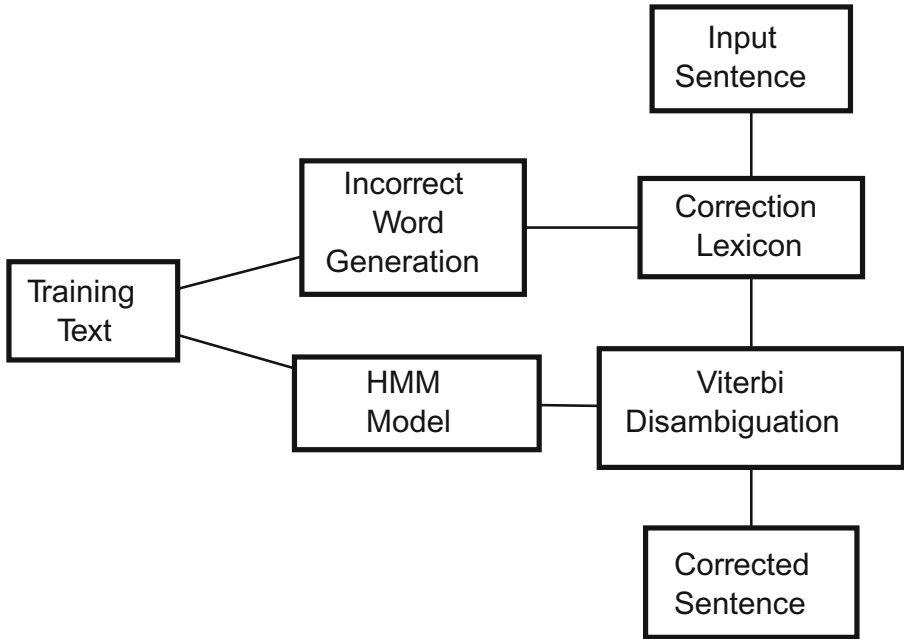 Input
Sentence
Incorrect
Word
Generation
Correction
Lexicon
Training
Text
HMM
Model
Viterbi
Disambiguation
Corrected
Sentence